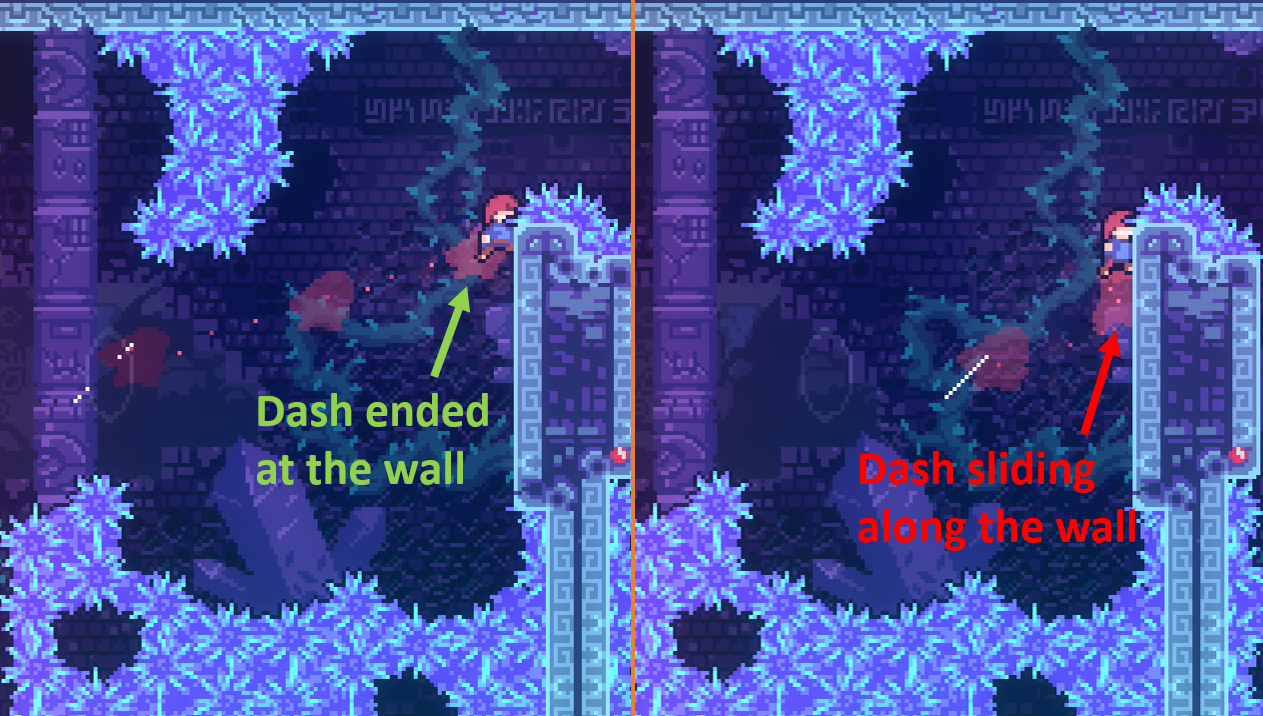 Dash ended
at the wall
Dash sliding
along the wall